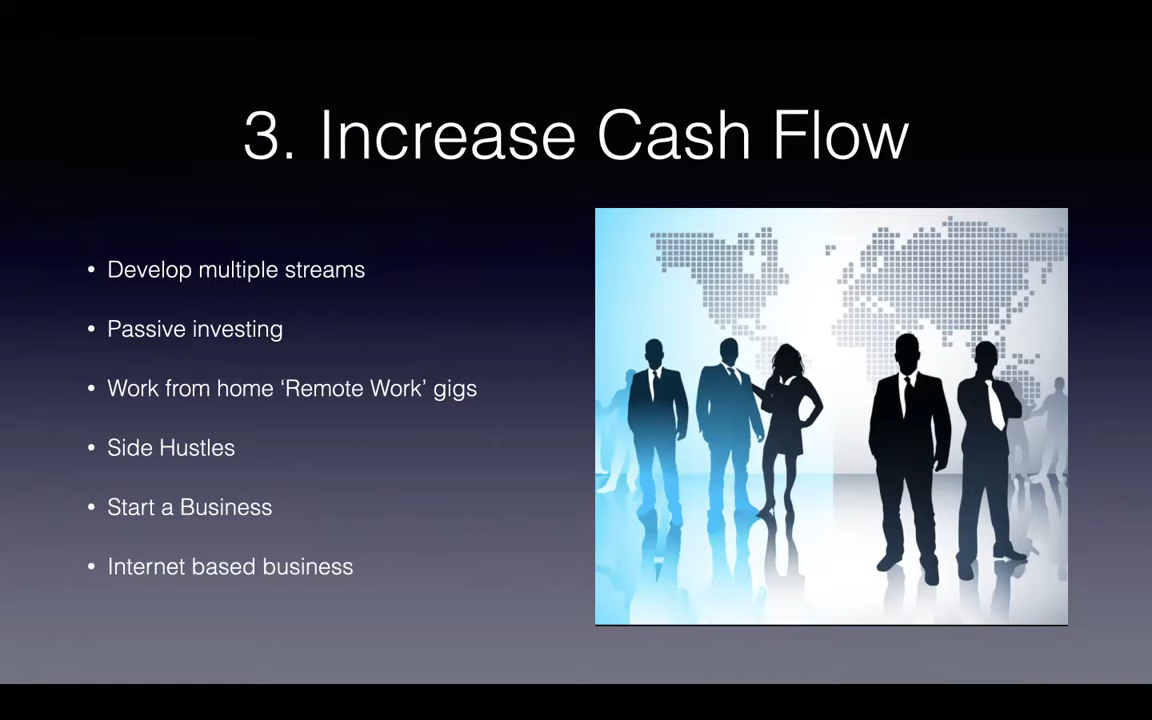 3. Increase Cash Flow
• Develop multiple streams
• Passive investing
• Work from home ‘Remote Work’ gigs
• Side Hustles
• Start a Business
• Internet based business